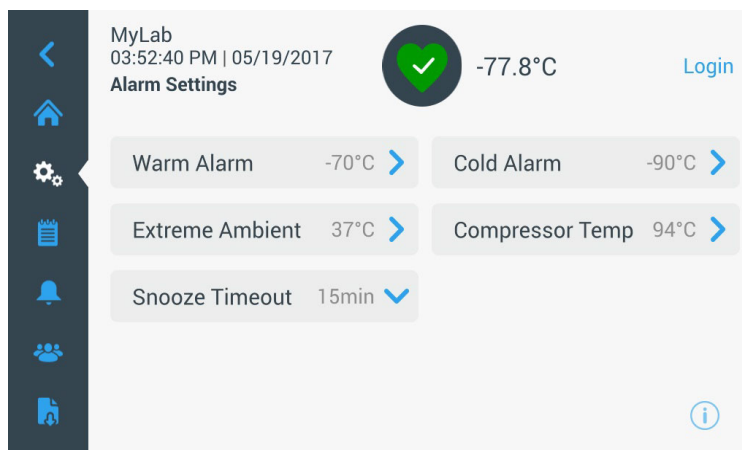 MyLab
03:52:40 PM | 05/19/2017
Alarm Settings
-77.8°C
Login
Warm Alarm -70°C
Cold Alarm -90°C
Extreme Ambient 37°C
Compressor Temp 94°C
Snooze Timeout 15min